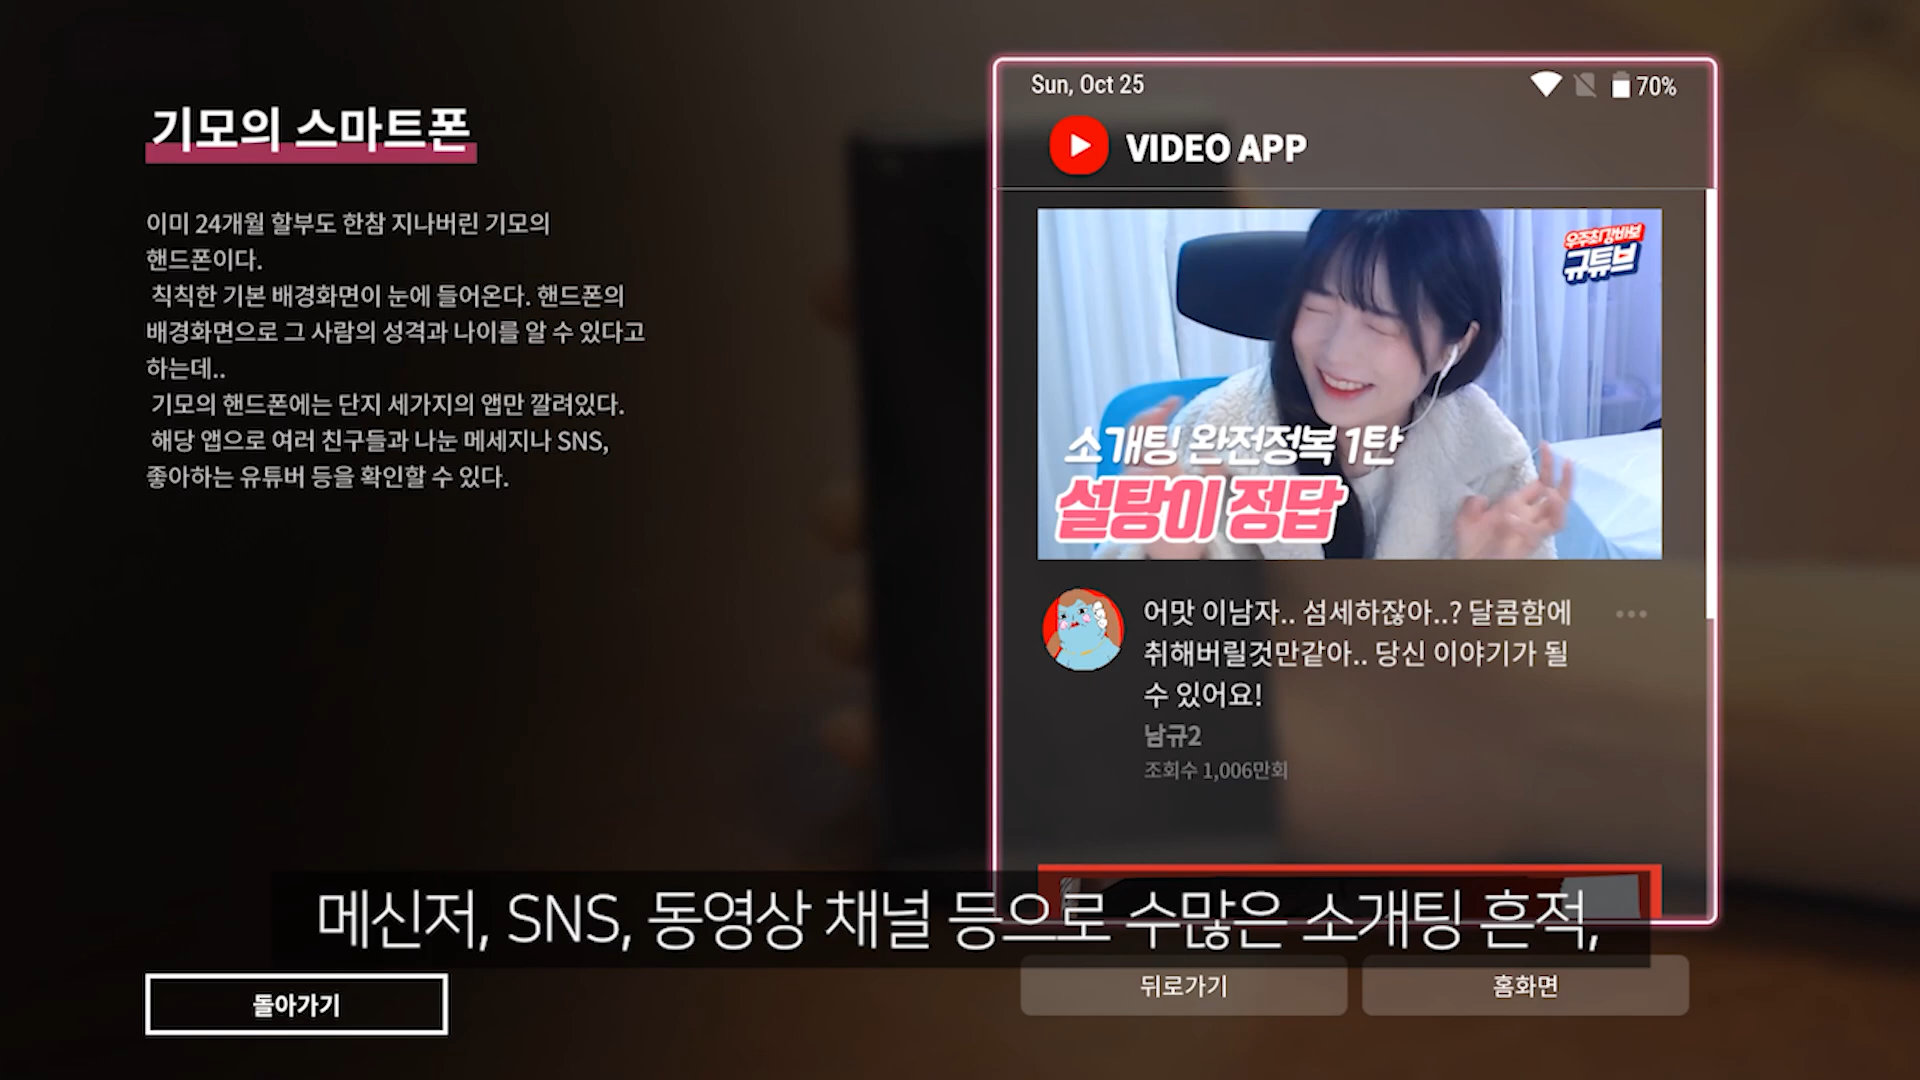 기모의 스마트폰
이미 24개월 할부도 한참 지나버린 기모의
핸드폰이다.
칙칙한 기본 배경화면이 눈에 들어온다. 핸드폰의
배경화면으로 그 사람의 성격과 나이를 알 수 있다고
하는데..
기모의 핸드폰에는 단지 세가지의 앱만 깔려있다.
해당 앱으로 여러 친구들과 나눈 메세지나 SNS,
좋아하는 유튜버 등을 확인할 수 있다.
돌아가기
Sun, Oct 25
70%
VIDEO APP
우주최강바보
규튜브
소개팅 완전정복 1탄
설탕이 정답
어맛 이남자.. 섬세하잖아..? 달콤함에
취해버릴것만같아.. 당신 이야기가 될
수 있어요!
남규2
조회수 1,006만회
메신저, SNS, 동영상 채널 등으로 수많은 소개팅 흔적,
뒤로가기
홈화면